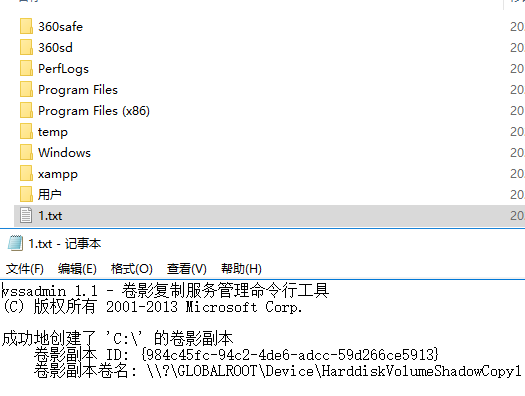 360safe
20
360sd
20
PerfLogs
20
Program Files
20
Program Files (x86)
20
temp
20
Windows
20
xampp
20
用户
20
1.txt
20
1.txt - 记事本
文件(F) 编辑(E) 格式(O) 查看(V) 帮助(H)
vssadmin 1.1 - 卷影复制服务管理命令行工具
(C) 版权所有 2001-2013 Microsoft Corp.
成功地创建了 'C:\' 的卷影副本
卷影副本 ID: {984c45fc-94c2-4de6-adcc-59d266ce5913}
卷影副本卷名: \\?\GLOBALROOT\Device\HarddiskVolumeShadowCopy1